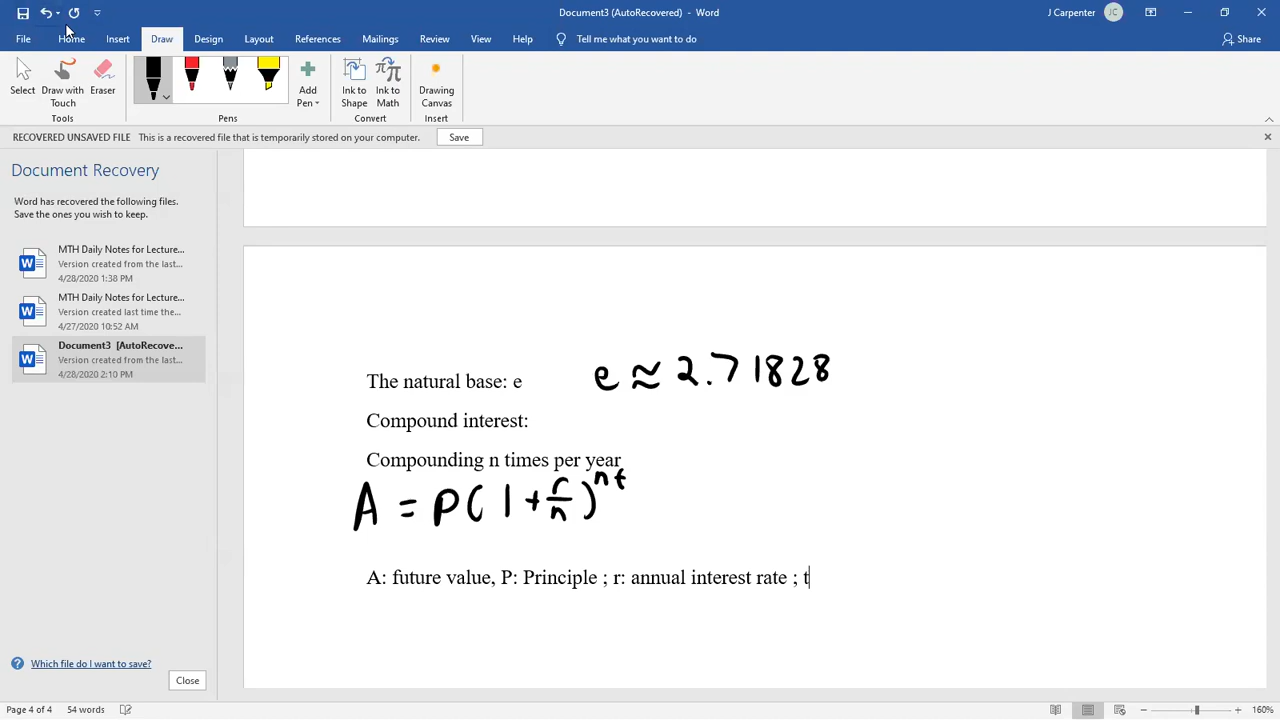 Document3 (AutoRecovered) - Word
J Carpenter JC
File Home Insert Draw Design Layout References Mailings Review View Help Tell me what you want to do Share
Select Draw with Touch Eraser Add Pen Ink to Shape Ink to Math Drawing Canvas
Tools Pens Convert Insert
RECOVERED UNSAVED FILE This is a recovered file that is temporarily stored on your computer. Save
Document Recovery
Word has recovered the following files.
Save the ones you wish to keep.
MTH Daily Notes for Lecture...
Version created from the last...
4/28/2020 1:38 PM
MTH Daily Notes for Lecture...
Version created last time the...
4/27/2020 10:52 AM
Document3 [AutoRecove...
Version created from the last...
4/28/2020 2:10 PM
Which file do I want to save?
Close
The natural base: e e ≈ 2.71828
Compound interest:
Compounding n times per year
A = P(1 + r/n)^nt
A: future value, P: Principle ; r: annual interest rate ; t
Page 4 of 4 54 words 160%